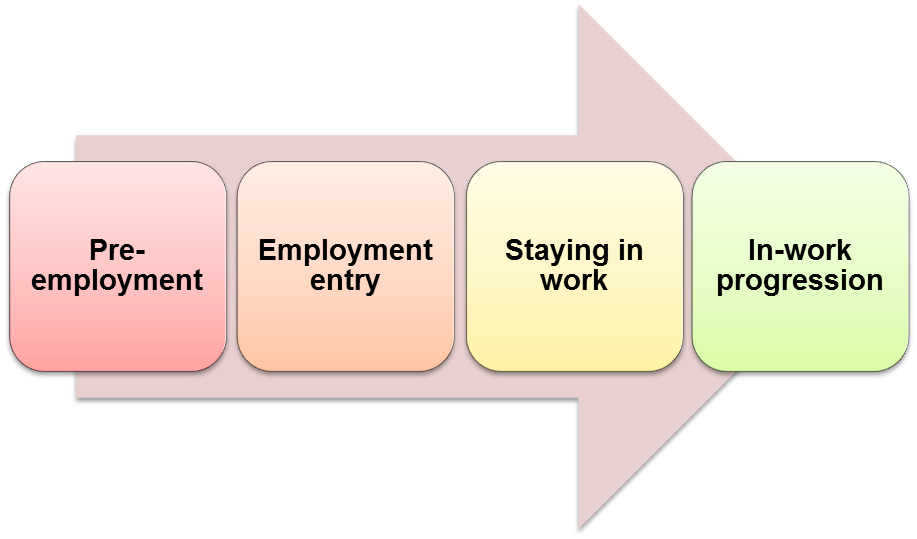 Pre-
employment
Employment
entry
Staying in
work
In-work
progression